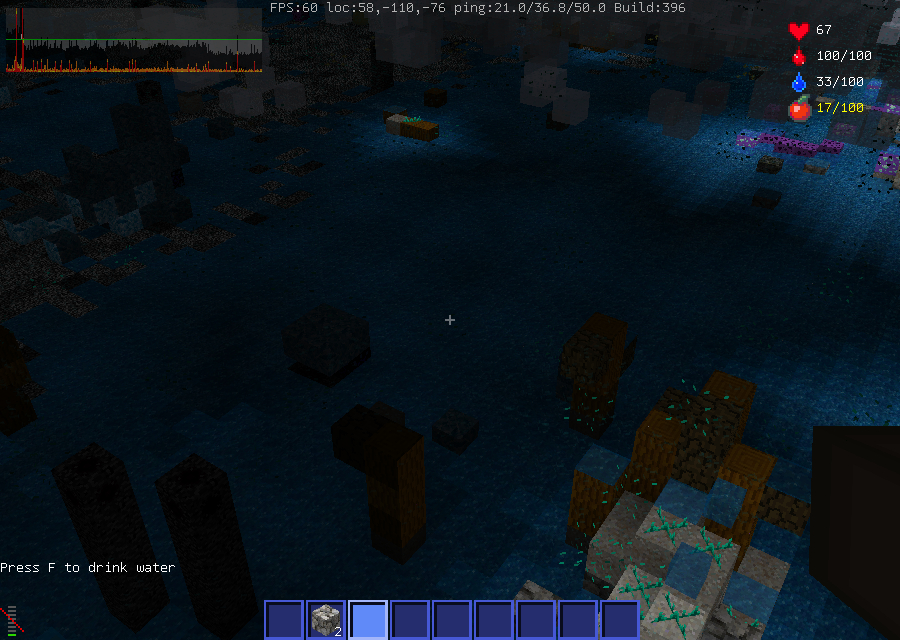 FPS:60 loc:58,-110,-76 ping:21.0/36.8/50.0 Build:396
67
100/100
33/100
17/100
Press F to drink water
2